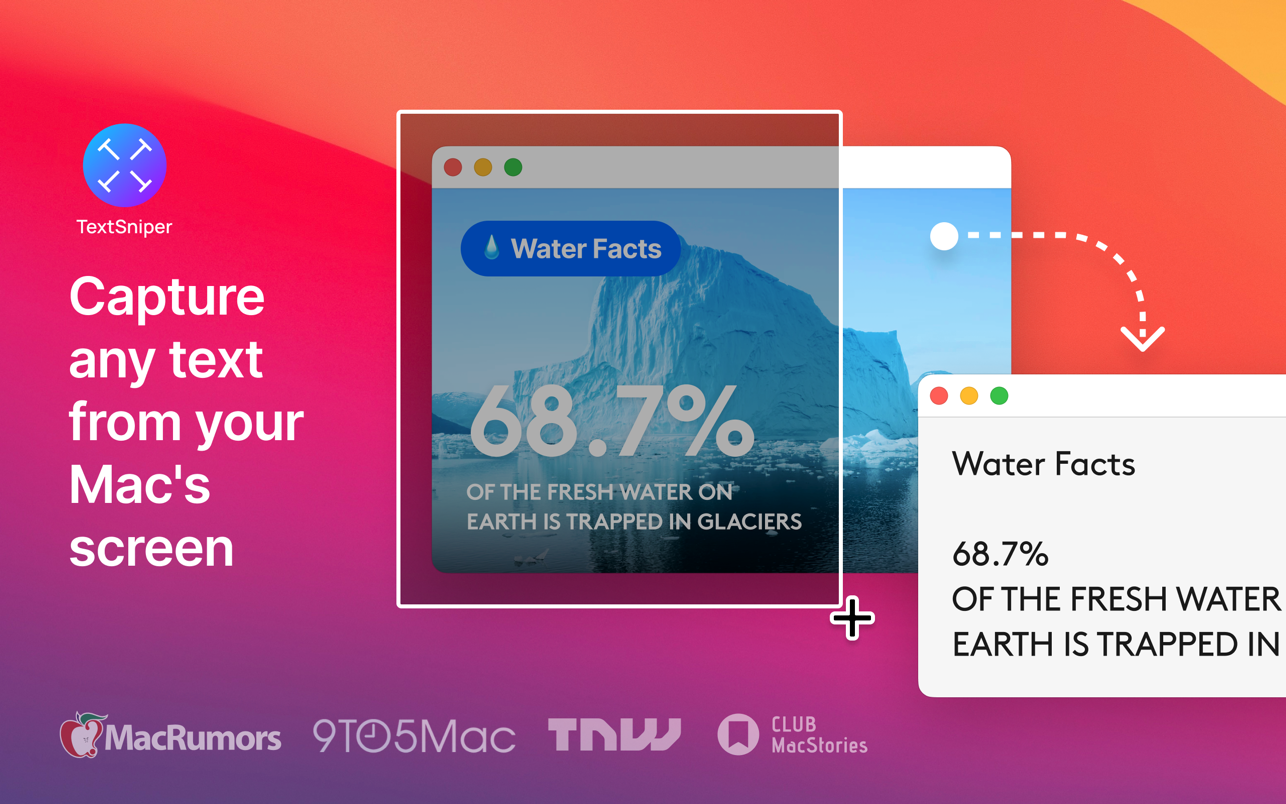 TextSniper
Capture
any text
from your
Mac's
screen
Water Facts
68.7%
OF THE FRESH WATER ON
EARTH IS TRAPPED IN GLACIERS
Water Facts
68.7%
OF THE FRESH WATER
EARTH IS TRAPPED IN
MacRumors
9TO5Mac
TNW
CLUB
MacStories